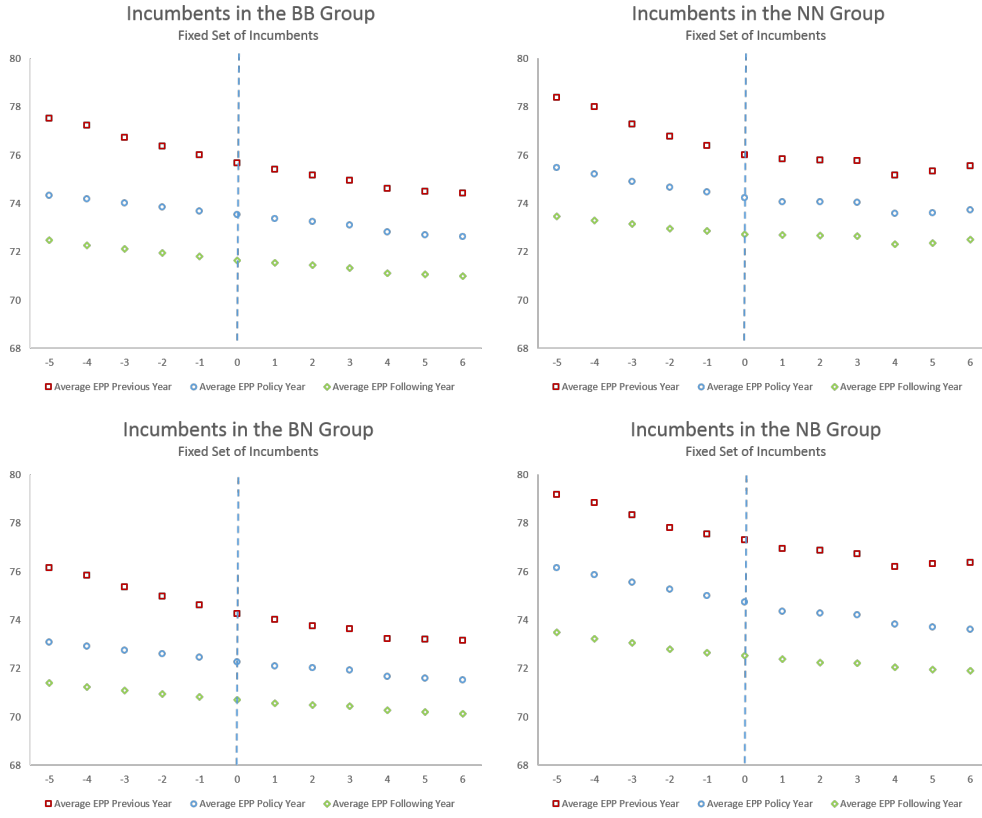 Incumbents in the BB Group
Fixed Set of Incumbents
80
78
76
74
72
70
68
-5 -4 -3 -2 -1 0 1 2 3 4 5 6
Average EPP Previous Year Average EPP Policy Year Average EPP Following Year
Incumbents in the NN Group
Fixed Set of Incumbents
80
78
76
74
72
70
68
-5 -4 -3 -2 -1 0 1 2 3 4 5 6
Average EPP Previous Year Average EPP Policy Year Average EPP Following Year
Incumbents in the BN Group
Fixed Set of Incumbents
80
78
76
74
72
70
68
-5 -4 -3 -2 -1 0 1 2 3 4 5 6
Average EPP Previous Year Average EPP Policy Year Average EPP Following Year
Incumbents in the NB Group
Fixed Set of Incumbents
80
78
76
74
72
70
68
-5 -4 -3 -2 -1 0 1 2 3 4 5 6
Average EPP Previous Year Average EPP Policy Year Average EPP Following Year